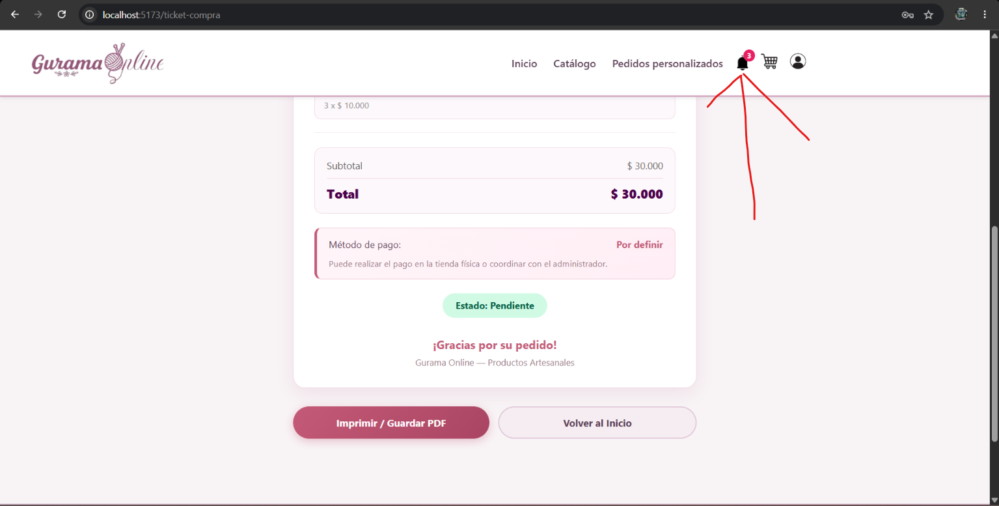 localhost:5173/ticket-compra
Gurama Online
Inicio Catálogo Pedidos personalizados 3
3 x $ 10.000
Subtotal $ 30.000
Total $ 30.000
Método de pago: Por definir
Puede realizar el pago en la tienda física o coordinar con el administrador.
Estado: Pendiente
¡Gracias por su pedido!
Gurama Online — Productos Artesanales
Imprimir / Guardar PDF Volver al Inicio